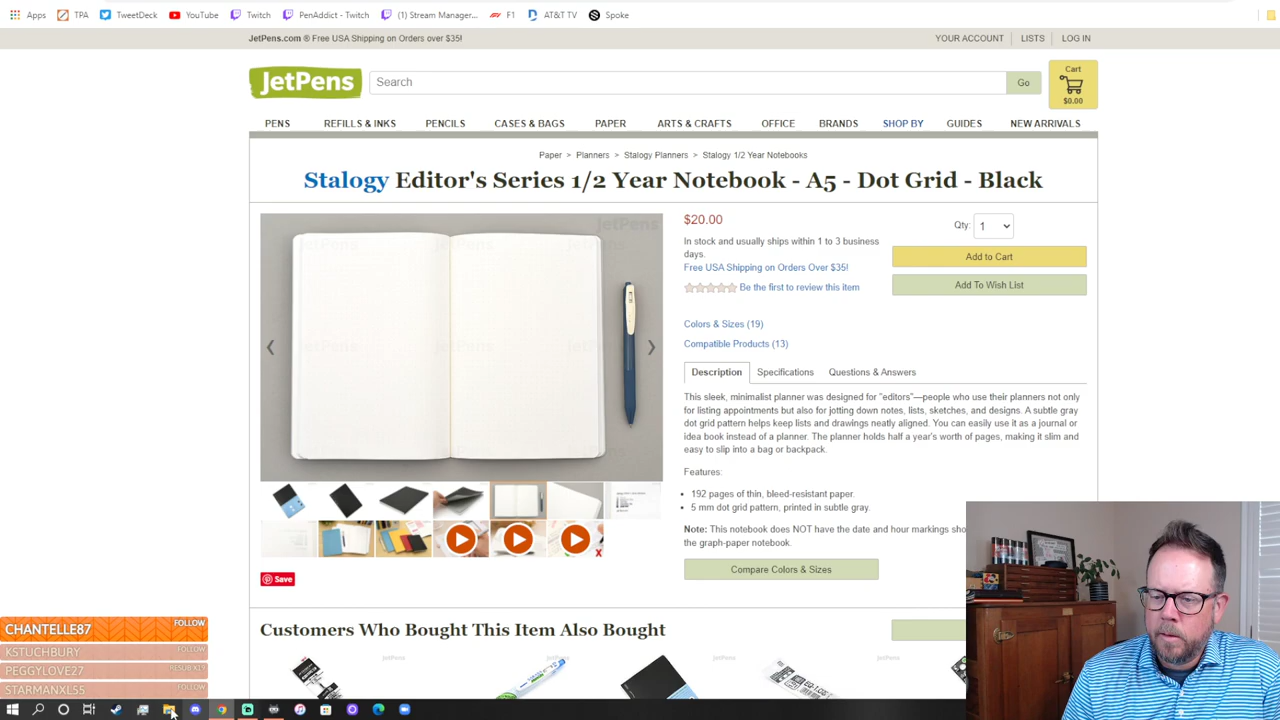 Apps TPA TweetDeck YouTube Twitch PenAddict - Twitch (1) Stream Manager... F1 AT&T TV Spoke
JetPens.com ® Free USA Shipping on Orders over $35! YOUR ACCOUNT LISTS LOG IN
JetPens Search Go Cart
$0.00
PENS REFILLS & INKS PENCILS CASES & BAGS PAPER ARTS & CRAFTS OFFICE BRANDS SHOP BY GUIDES NEW ARRIVALS
Paper > Planners > Stalogy Planners > Stalogy 1/2 Year Notebooks
Stalogy Editor's Series 1/2 Year Notebook - A5 - Dot Grid - Black
JetPens
$20.00
Qty: 1
In stock and usually ships within 1 to 3 business
days.
Free USA Shipping on Orders Over $35!
Be the first to review this item
Add to Cart
Add To Wish List
Colors & Sizes (19)
Compatible Products (13)
Description Specifications Questions & Answers
This sleek, minimalist planner was designed for "editors"—people who use their planners not only
for listing appointments but also for jotting down notes, lists, sketches, and designs. A subtle gray
dot grid pattern helps keep lists and drawings neatly aligned. You can easily use it as a journal or
idea book instead of a planner. The planner holds half a year's worth of pages, making it slim and
easy to slip into a bag or backpack.
Features:
• 192 pages of thin, bleed-resistant paper.
• 5 mm dot grid pattern, printed in subtle gray.
Note: This notebook does NOT have the date and hour markings
the graph-paper notebook.
Compare Colors & Sizes
Save
Customers Who Bought This Item Also Bought
CHANTELLE87 FOLLOW
KSTUCHBURY FOLLOW
PEGGYLOVE27 RESUB X19
STARMANXL55 FOLLOW